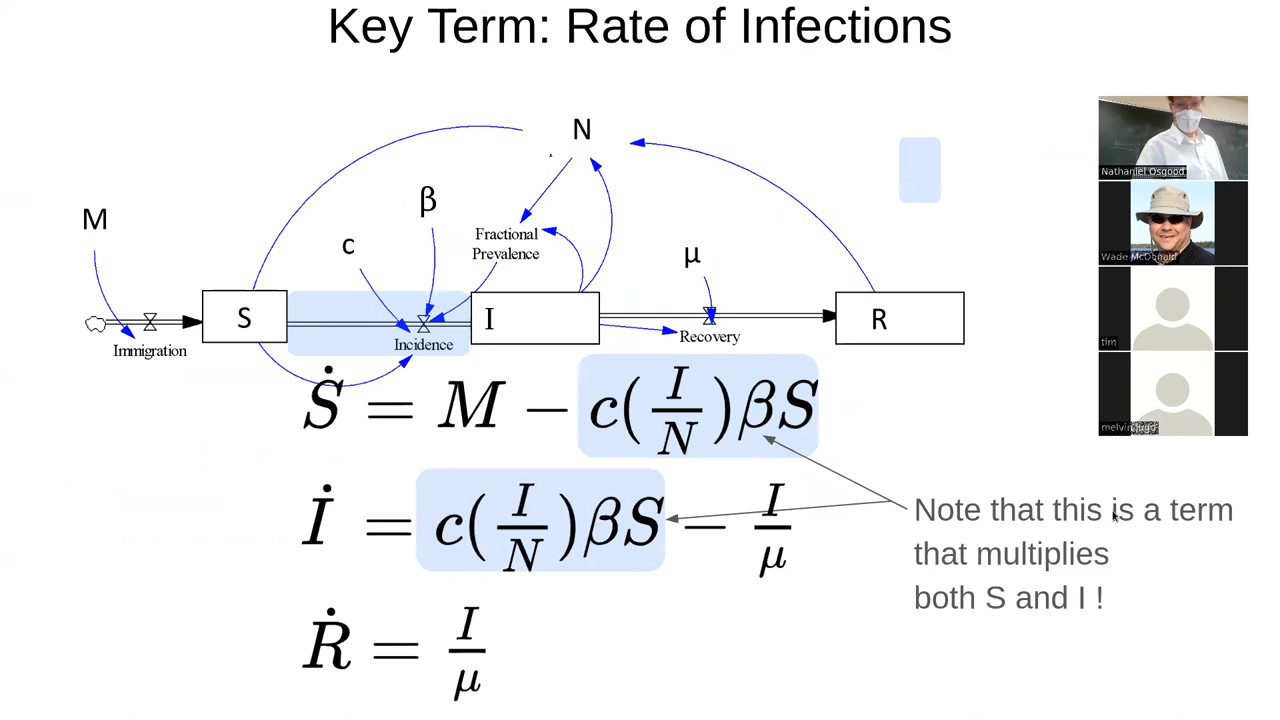 Key Term: Rate of Infections
N
M
β
c
Fractional
Prevalence
μ
S
I
R
Immigration
Incidence
Recovery
Ṡ = M − c(I/N)βS
İ = c(I/N)βS − I/μ
Ṙ = I/μ
Note that this is a term
that multiplies
both S and I !
Nathaniel Osgood
Wade McDonald
tim